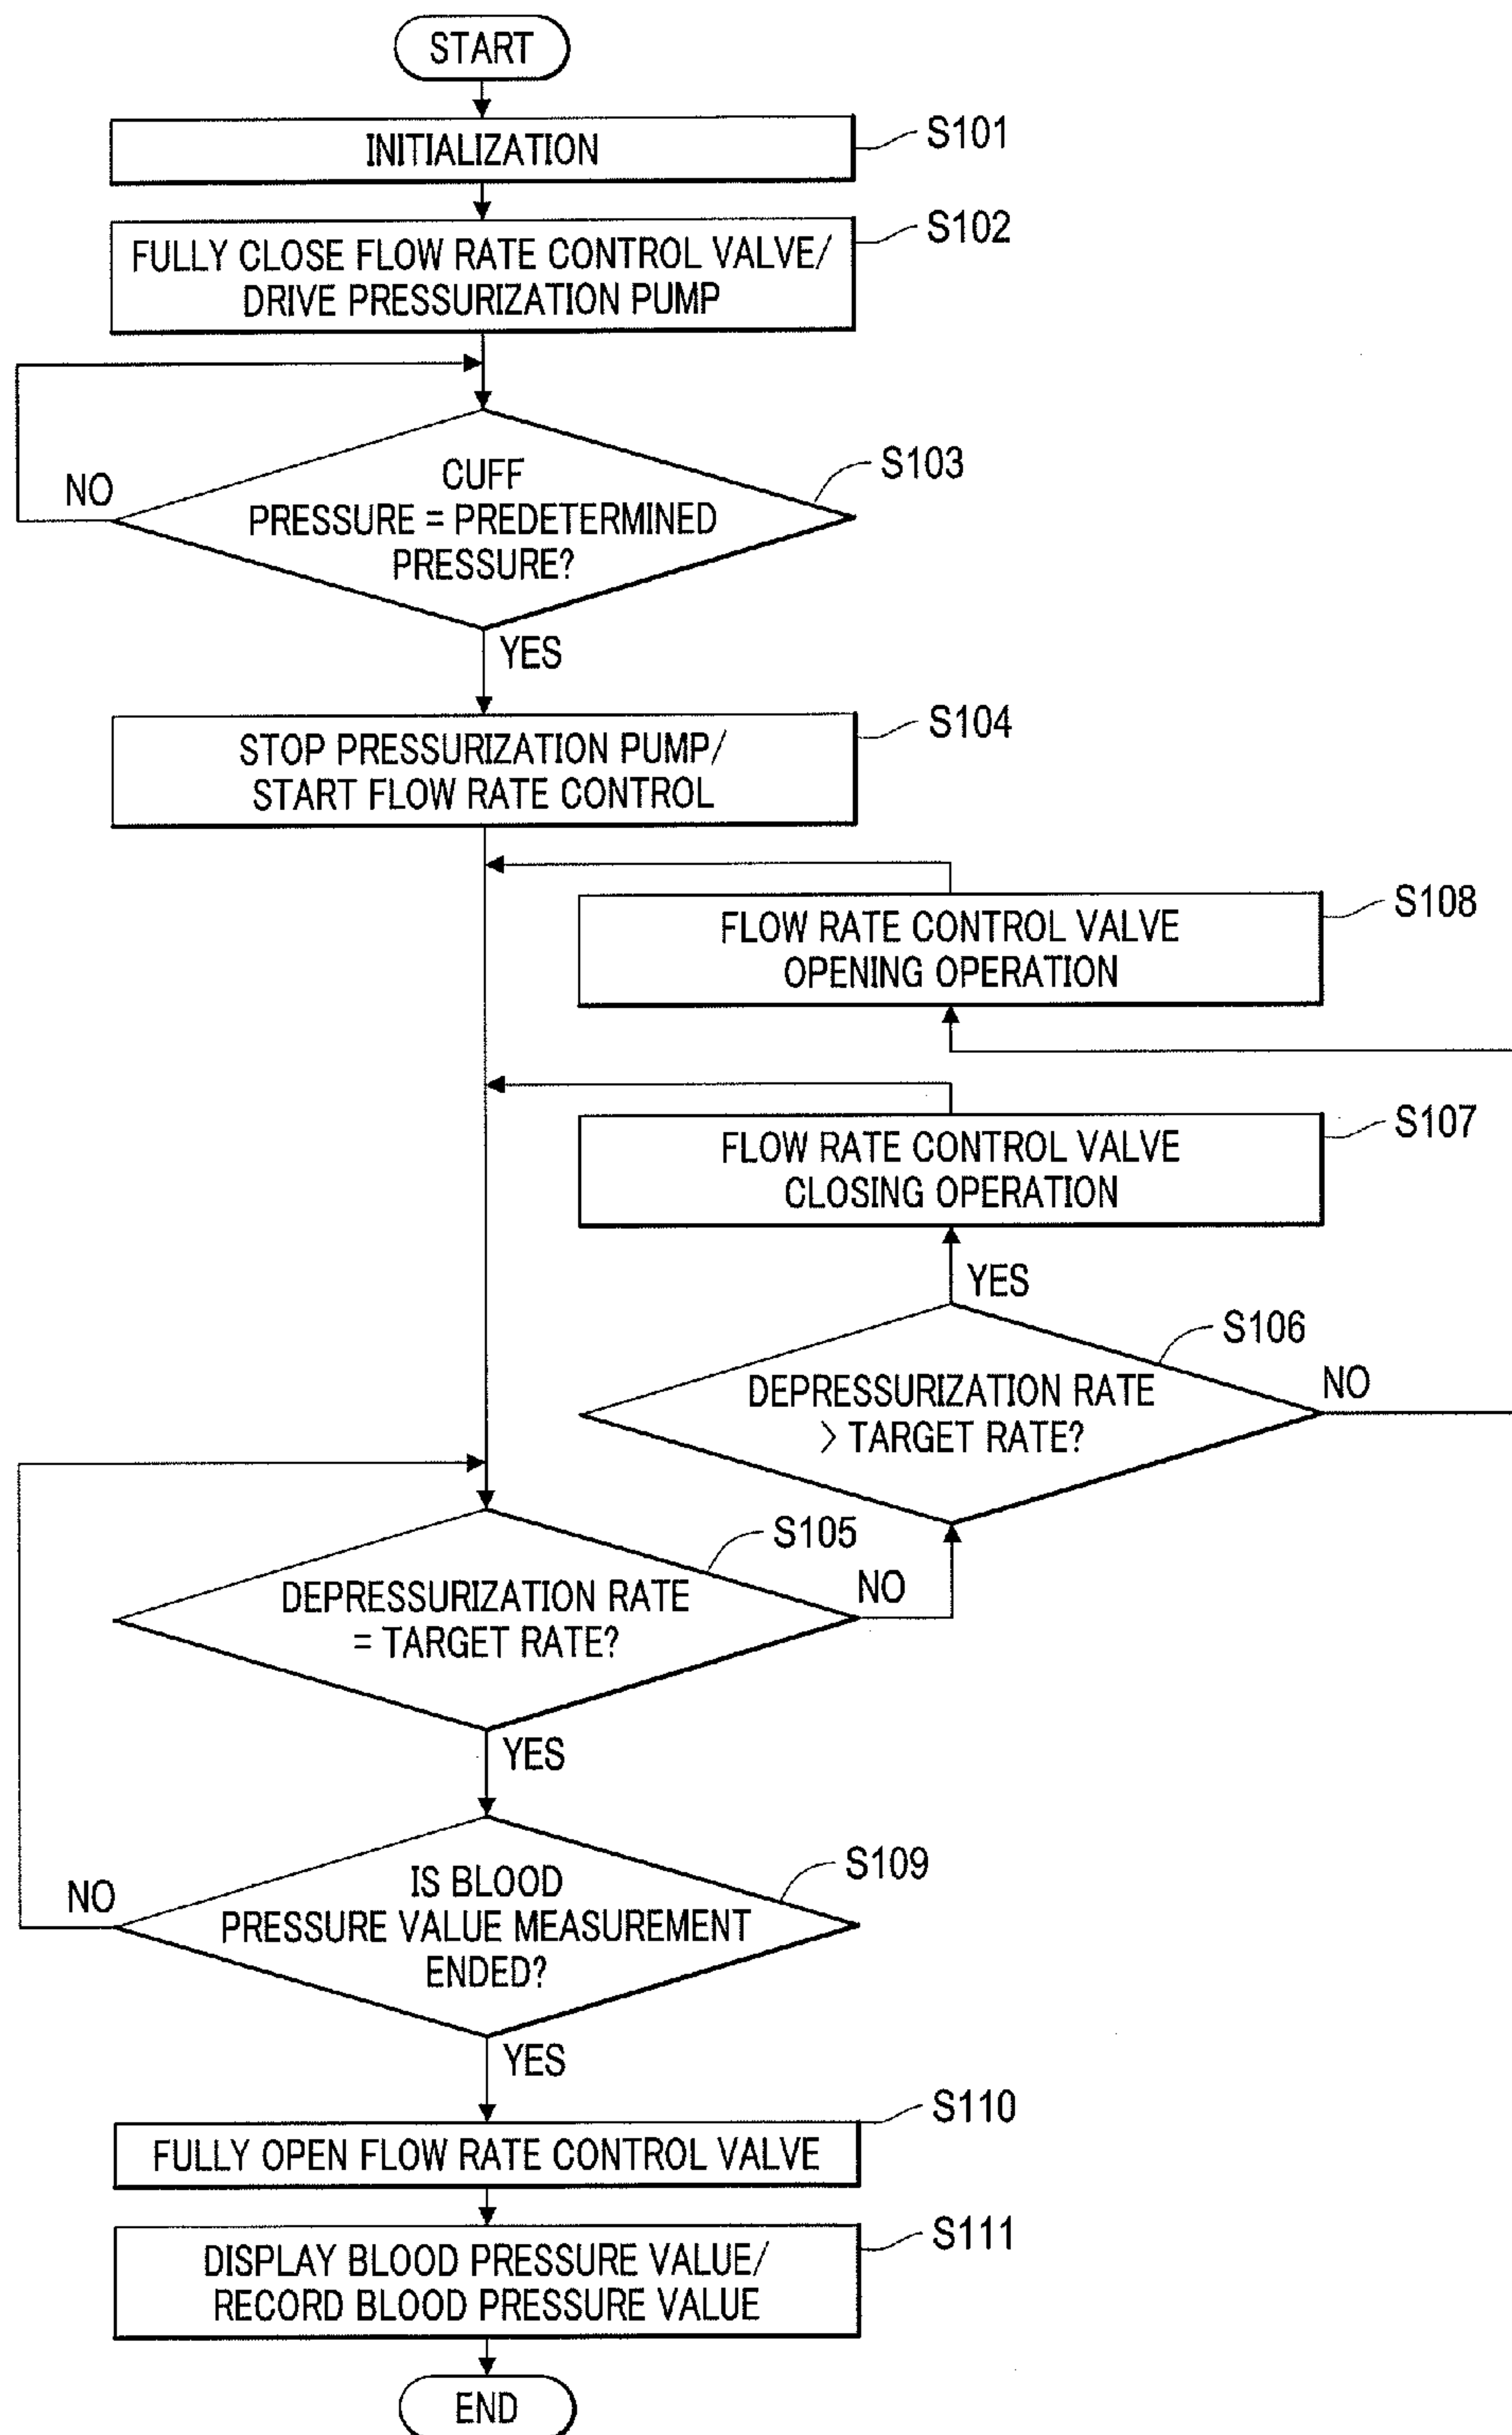 START
INITIALIZATION
S101
FULLY CLOSE FLOW RATE CONTROL VALVE/
DRIVE PRESSURIZATION PUMP
S102
CUFF
PRESSURE = PREDETERMINED
PRESSURE?
S103
NO
YES
STOP PRESSURIZATION PUMP/
START FLOW RATE CONTROL
S104
FLOW RATE CONTROL VALVE
OPENING OPERATION
S108
FLOW RATE CONTROL VALVE
CLOSING OPERATION
S107
YES
DEPRESSURIZATION RATE
> TARGET RATE?
S106
NO
DEPRESSURIZATION RATE
= TARGET RATE?
S105
NO
YES
IS BLOOD
PRESSURE VALUE MEASUREMENT
ENDED?
S109
NO
YES
FULLY OPEN FLOW RATE CONTROL VALVE
S110
DISPLAY BLOOD PRESSURE VALUE/
RECORD BLOOD PRESSURE VALUE
S111
END